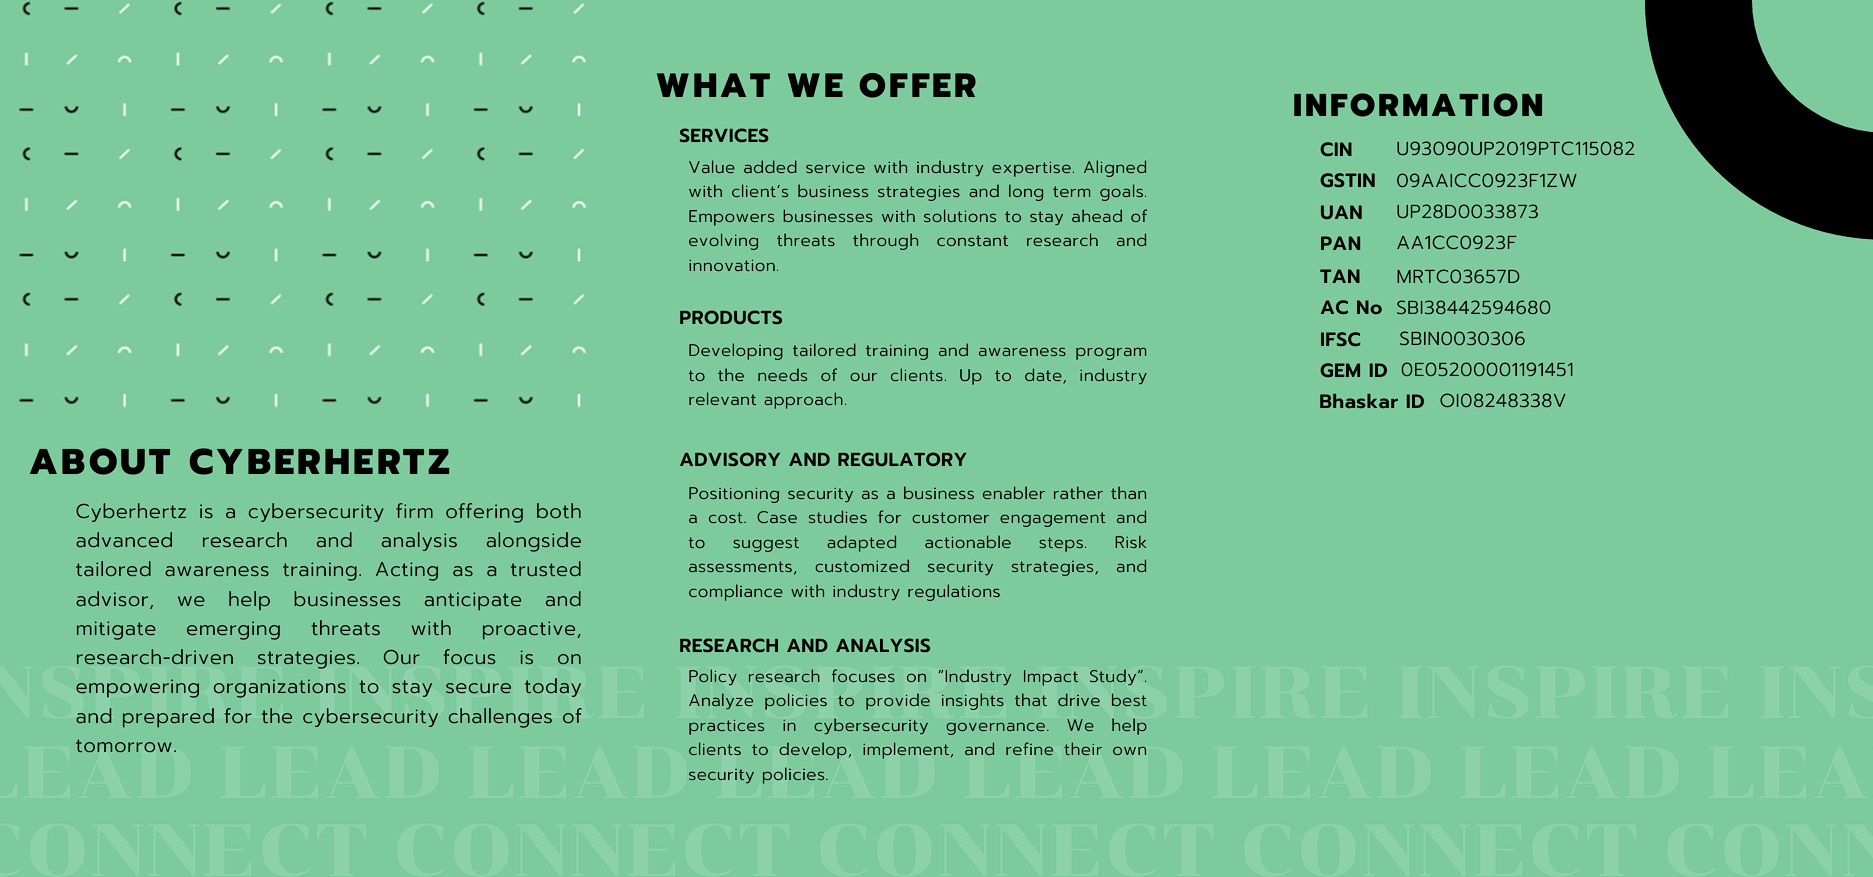 ABOUT CYBERHERTZ
Cyberhertz is a cybersecurity firm offering both
advanced research and analysis alongside
tailored awareness training. Acting as a trusted
advisor, we help businesses anticipate and
mitigate emerging threats with proactive,
research-driven strategies. Our focus is on
empowering organizations to stay secure today
and prepared for the cybersecurity challenges of
tomorrow.
WHAT WE OFFER
SERVICES
Value added service with industry expertise. Aligned
with client’s business strategies and long term goals.
Empowers businesses with solutions to stay ahead of
evolving threats through constant research and
innovation.
PRODUCTS
Developing tailored training and awareness program
to the needs of our clients. Up to date, industry
relevant approach.
ADVISORY AND REGULATORY
Positioning security as a business enabler rather than
a cost. Case studies for customer engagement and
to suggest adapted actionable steps. Risk
assessments, customized security strategies, and
compliance with industry regulations
RESEARCH AND ANALYSIS
Policy research focuses on “Industry Impact Study”.
Analyze policies to provide insights that drive best
practices in cybersecurity governance. We help
clients to develop, implement, and refine their own
security policies.
INFORMATION
CIN U93090UP2019PTC115082
GSTIN 09AAICC0923F1ZW
UAN UP28D0033873
PAN AA1CC0923F
TAN MRTC03657D
AC No SBI38442594680
IFSC SBIN0030306
GEM ID 0E05200001191451
Bhaskar ID OI08248338V
NSPIRE INSPIRE INSPIRE INSPIRE INS
LEAD LEAD LEAD LEAD LEAD LEAD LEAD LEA
CONNECT CONNECT CONNECT CONNECT CONN